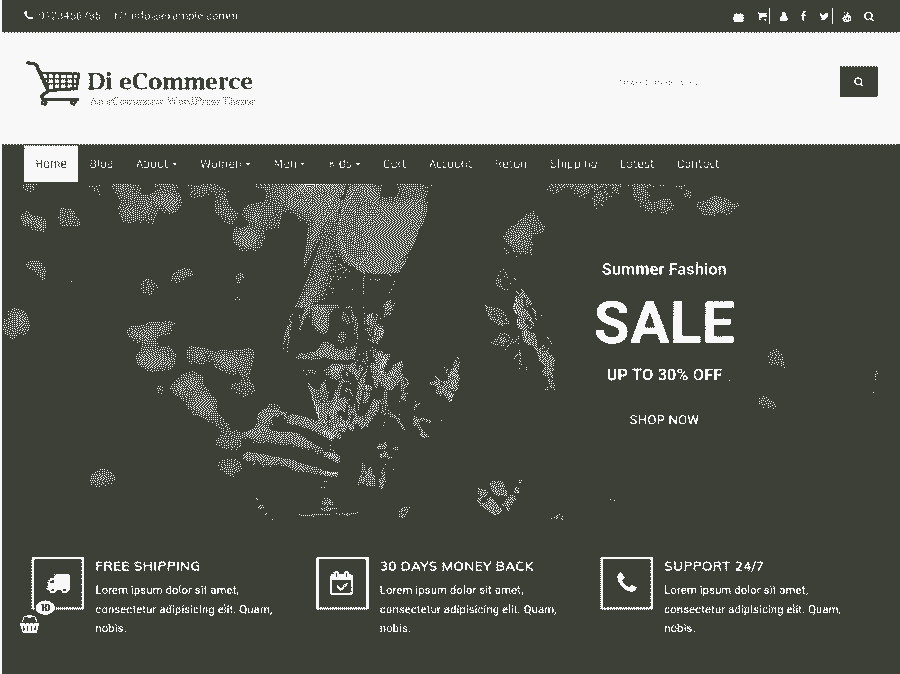 0123456789 info@example.comm
Di eCommerce
An eCommerce WordPress Theme
Home Blog About Women Men Kids Cart Account Return Shipping Latest Contact
Summer Fashion
SALE
UP TO 30% OFF
SHOP NOW
FREE SHIPPING
Lorem ipsum dolor sit amet,
consectetur adipisicing elit. Quam,
nobis.
30 DAYS MONEY BACK
Lorem ipsum dolor sit amet,
consectetur adipisicing elit. Quam,
nobis.
SUPPORT 24/7
Lorem ipsum dolor sit amet,
consectetur adipisicing elit. Quam,
nobis.
10